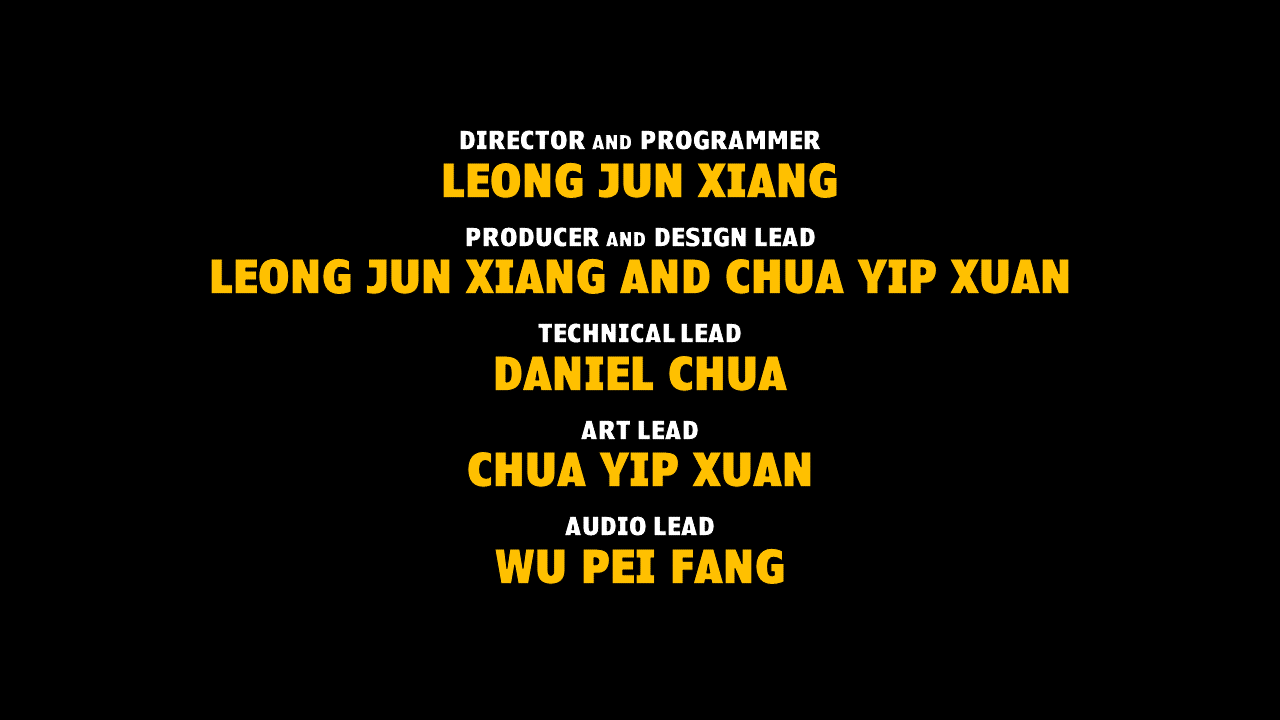 DIRECTOR AND PROGRAMMER
LEONG JUN XIANG
PRODUCER AND DESIGN LEAD
LEONG JUN XIANG AND CHUA YIP XUAN
TECHNICAL LEAD
DANIEL CHUA
ART LEAD
CHUA YIP XUAN
AUDIO LEAD
WU PEI FANG